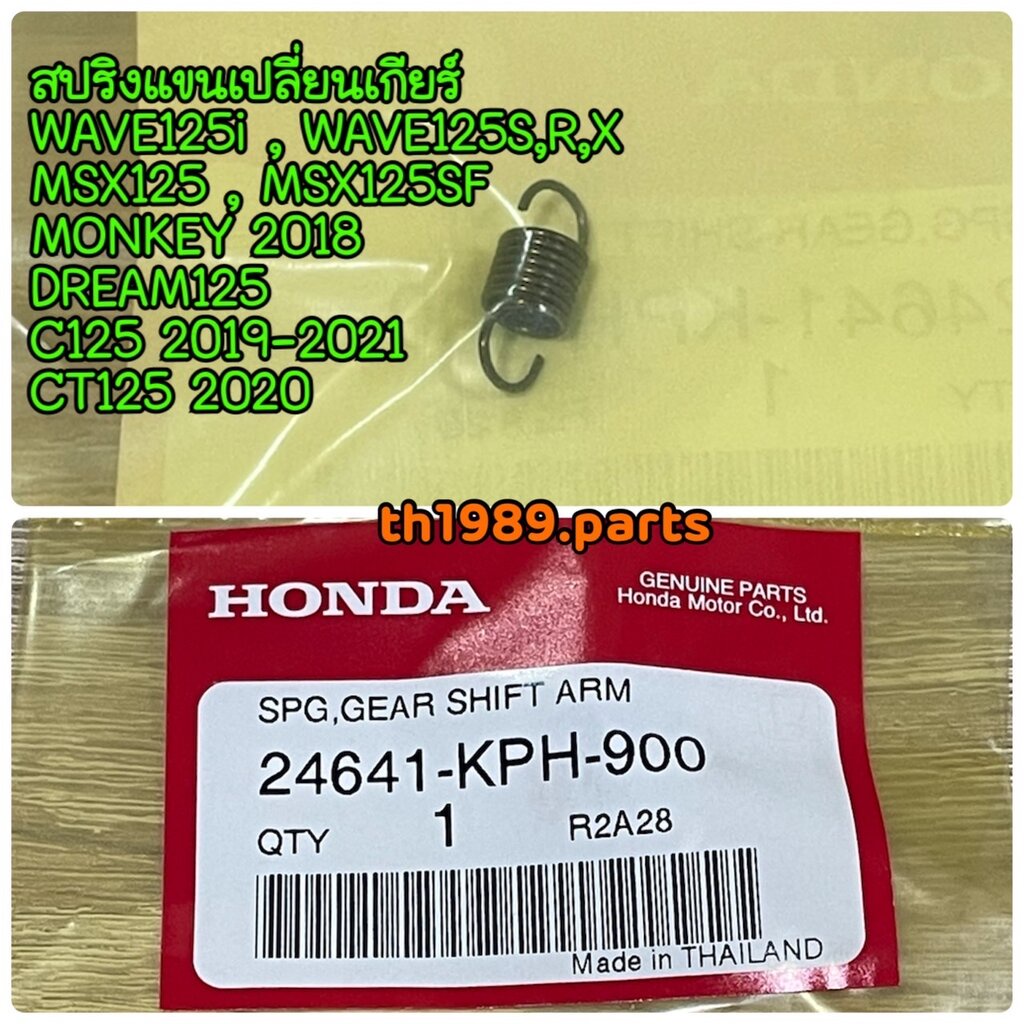 สปริงแขนเปลี่ยนเกียร์
WAVE125i , WAVE125S,R,X
MSX125 , MSX125SF
MONKEY 2018
DREAM125
C125 2019-2021
CT125 2020
th1989.parts
HONDA
GENUINE PARTS
Honda Motor Co., Ltd.
SPG,GEAR SHIFT ARM
24641-KPH-900
QTY 1 R2A28
Made in THAILAND